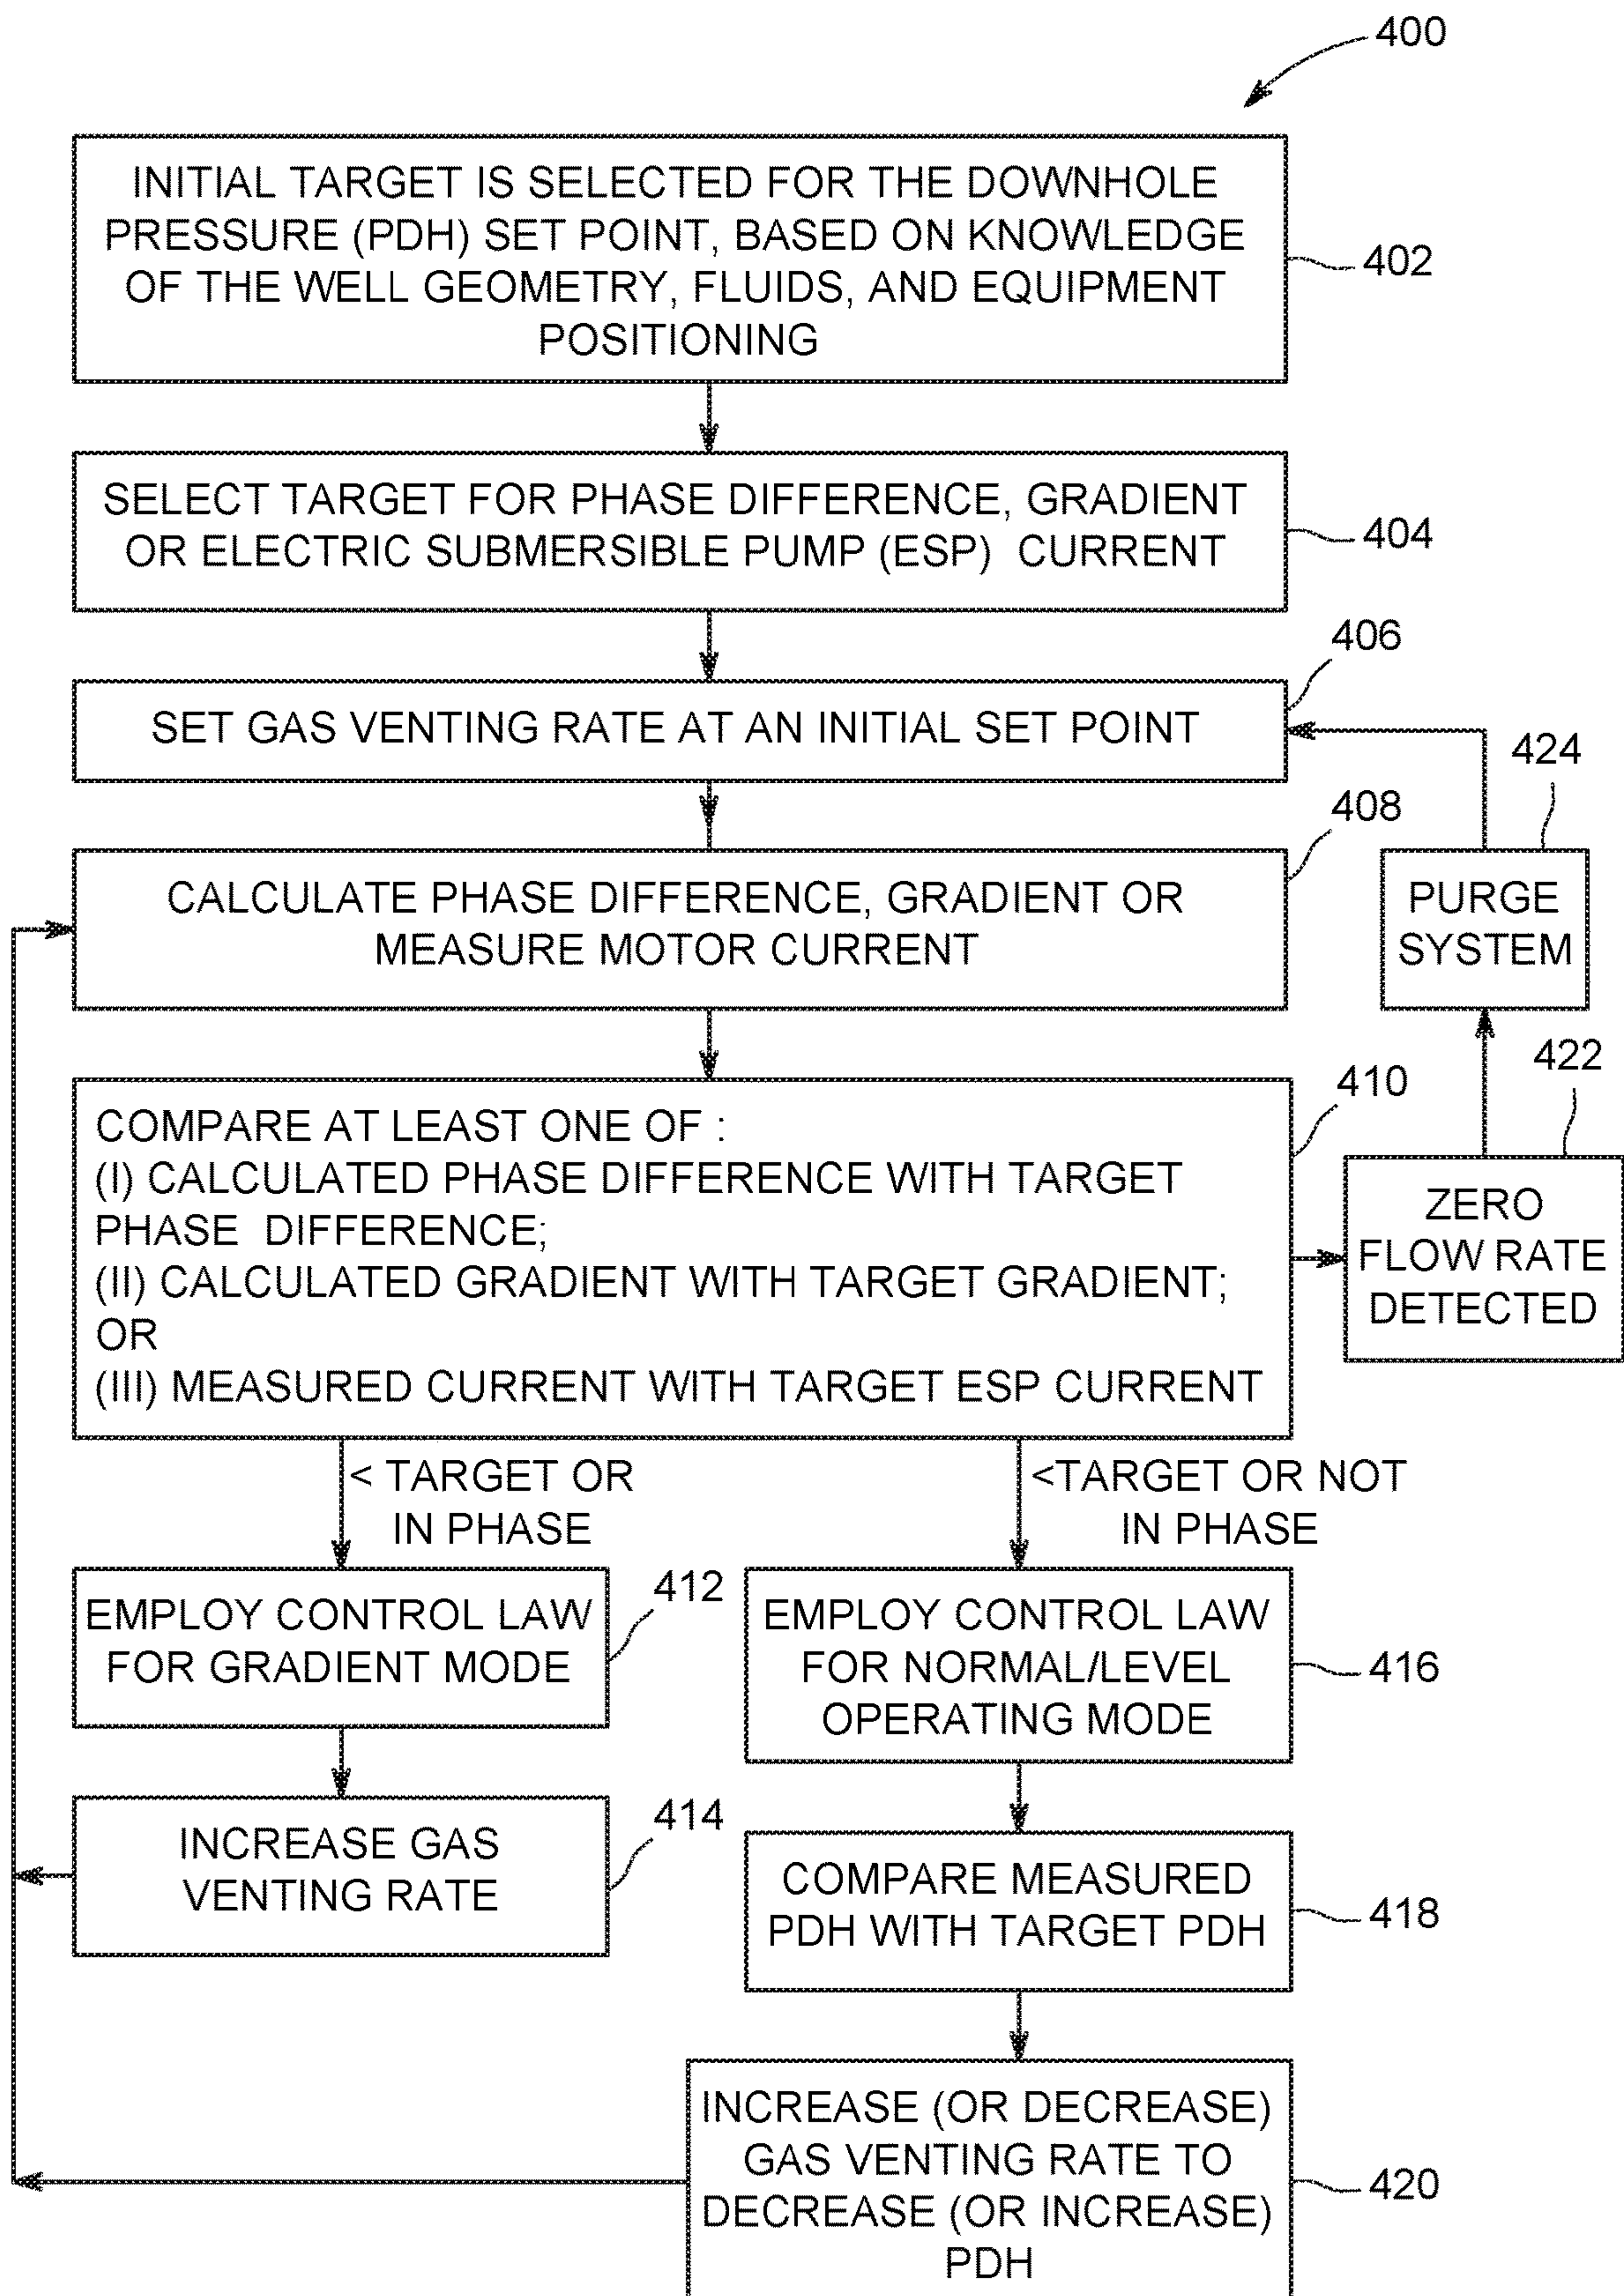 400
INITIAL TARGET IS SELECTED FOR THE DOWNHOLE
PRESSURE (PDH) SET POINT, BASED ON KNOWLEDGE
OF THE WELL GEOMETRY, FLUIDS, AND EQUIPMENT
POSITIONING
402
SELECT TARGET FOR PHASE DIFFERENCE, GRADIENT
OR ELECTRIC SUBMERSIBLE PUMP (ESP) CURRENT
404
406
SET GAS VENTING RATE AT AN INITIAL SET POINT
408
CALCULATE PHASE DIFFERENCE, GRADIENT OR
MEASURE MOTOR CURRENT
424
PURGE
SYSTEM
410
COMPARE AT LEAST ONE OF :
(I) CALCULATED PHASE DIFFERENCE WITH TARGET
PHASE DIFFERENCE;
(II) CALCULATED GRADIENT WITH TARGET GRADIENT;
OR
(III) MEASURED CURRENT WITH TARGET ESP CURRENT
422
ZERO
FLOW RATE
DETECTED
< TARGET OR
IN PHASE
<TARGET OR NOT
IN PHASE
EMPLOY CONTROL LAW
FOR GRADIENT MODE
412
INCREASE GAS
VENTING RATE
414
EMPLOY CONTROL LAW
FOR NORMAL/LEVEL
OPERATING MODE
416
COMPARE MEASURED
PDH WITH TARGET PDH
418
INCREASE (OR DECREASE)
GAS VENTING RATE TO
DECREASE (OR INCREASE)
PDH
420